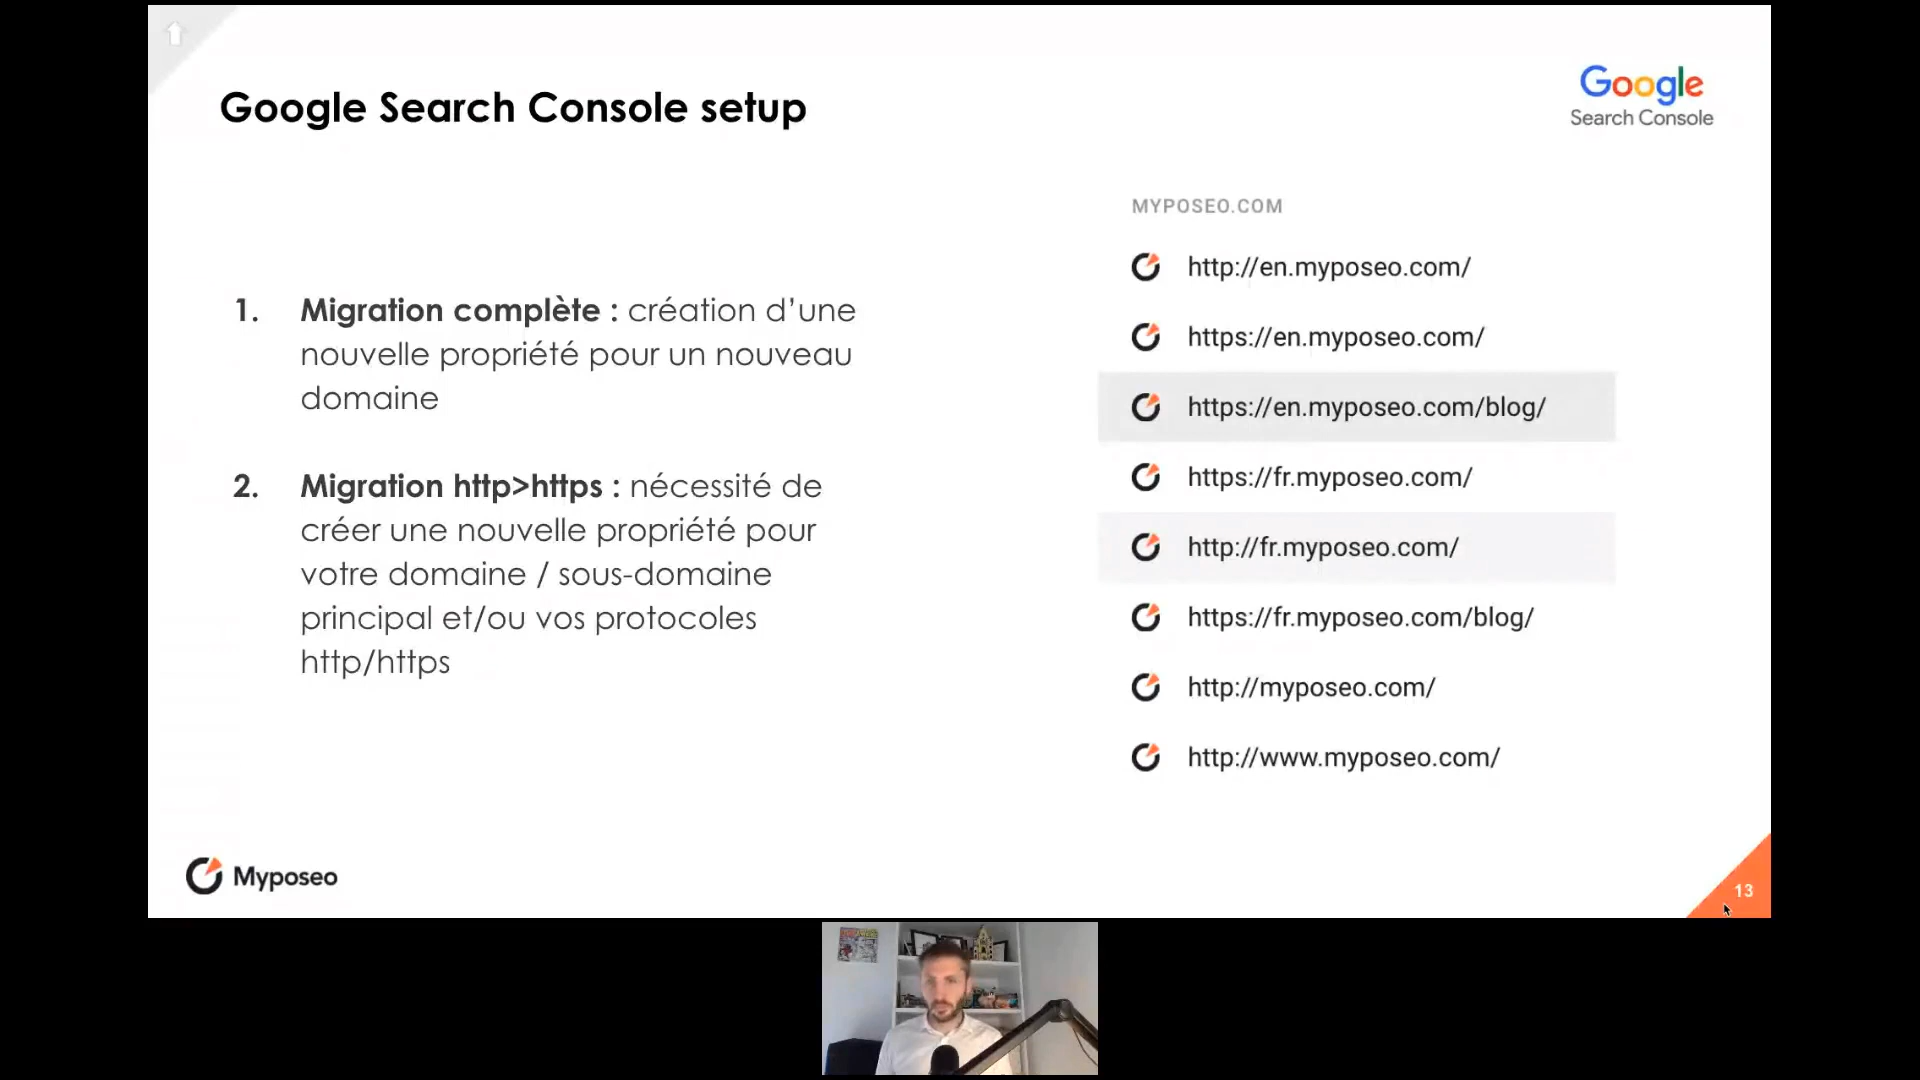 Google Search Console setup
Google
Search Console
1. Migration complète : création d’une
nouvelle propriété pour un nouveau
domaine
2. Migration http>https : nécessité de
créer une nouvelle propriété pour
votre domaine / sous-domaine
principal et/ou vos protocoles
http/https
MYPOSEO.COM
http://en.myposeo.com/
https://en.myposeo.com/
https://en.myposeo.com/blog/
https://fr.myposeo.com/
http://fr.myposeo.com/
https://fr.myposeo.com/blog/
http://myposeo.com/
http://www.myposeo.com/
Myposeo
13